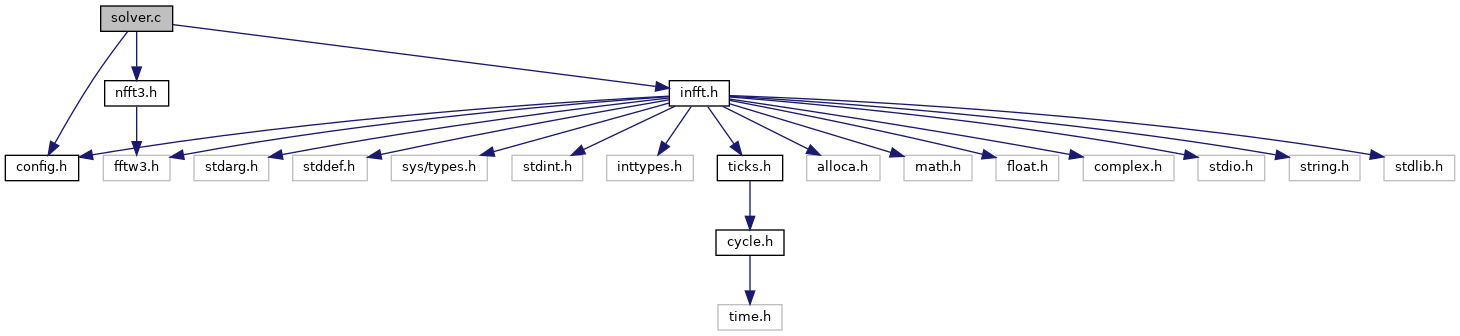 solver.c
nfft3.h
infft.h
config.h
fftw3.h
stdarg.h
stddef.h
sys/types.h
stdint.h
inttypes.h
ticks.h
alloca.h
math.h
float.h
complex.h
stdio.h
string.h
stdlib.h
cycle.h
time.h